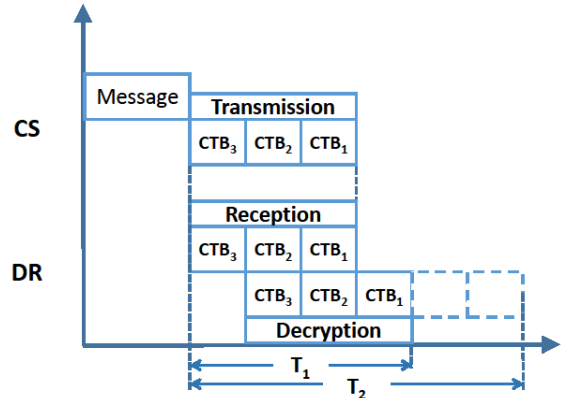 Message
Transmission
CS
CTB₃ CTB₂ CTB₁
Reception
CTB₃ CTB₂ CTB₁
DR
CTB₃ CTB₂ CTB₁
Decryption
T₁
T₂